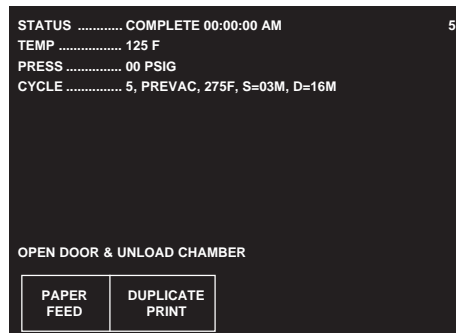 STATUS ............ COMPLETE 00:00:00 AM 5
TEMP ................. 125 F
PRESS ............... 00 PSIG
CYCLE ............... 5, PREVAC, 275F, S=03M, D=16M
OPEN DOOR & UNLOAD CHAMBER
PAPER FEED
DUPLICATE PRINT